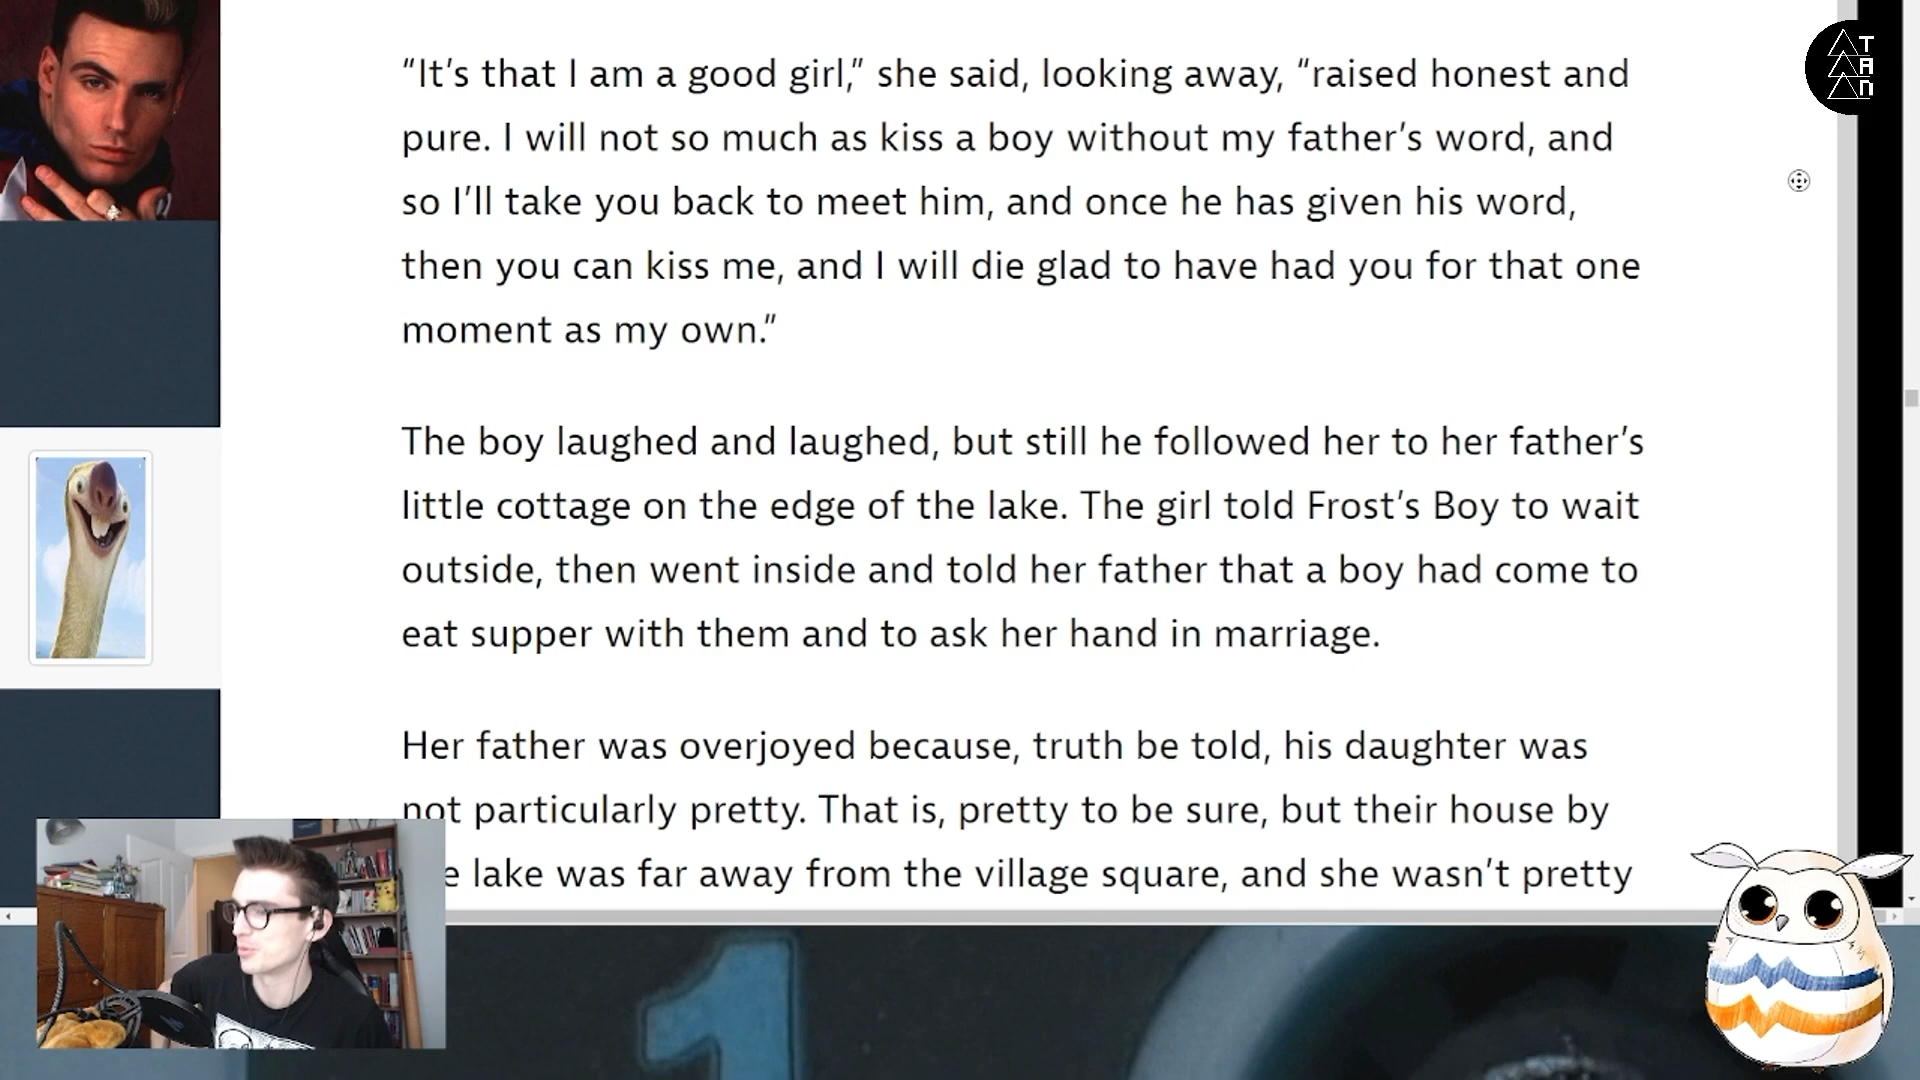 “It’s that I am a good girl,” she said, looking away, “raised honest and
pure. I will not so much as kiss a boy without my father’s word, and
so I’ll take you back to meet him, and once he has given his word,
then you can kiss me, and I will die glad to have had you for that one
moment as my own.”
The boy laughed and laughed, but still he followed her to her father’s
little cottage on the edge of the lake. The girl told Frost’s Boy to wait
outside, then went inside and told her father that a boy had come to
eat supper with them and to ask her hand in marriage.
Her father was overjoyed because, truth be told, his daughter was
not particularly pretty. That is, pretty to be sure, but their house by
e lake was far away from the village square, and she wasn’t pretty
TAN
1